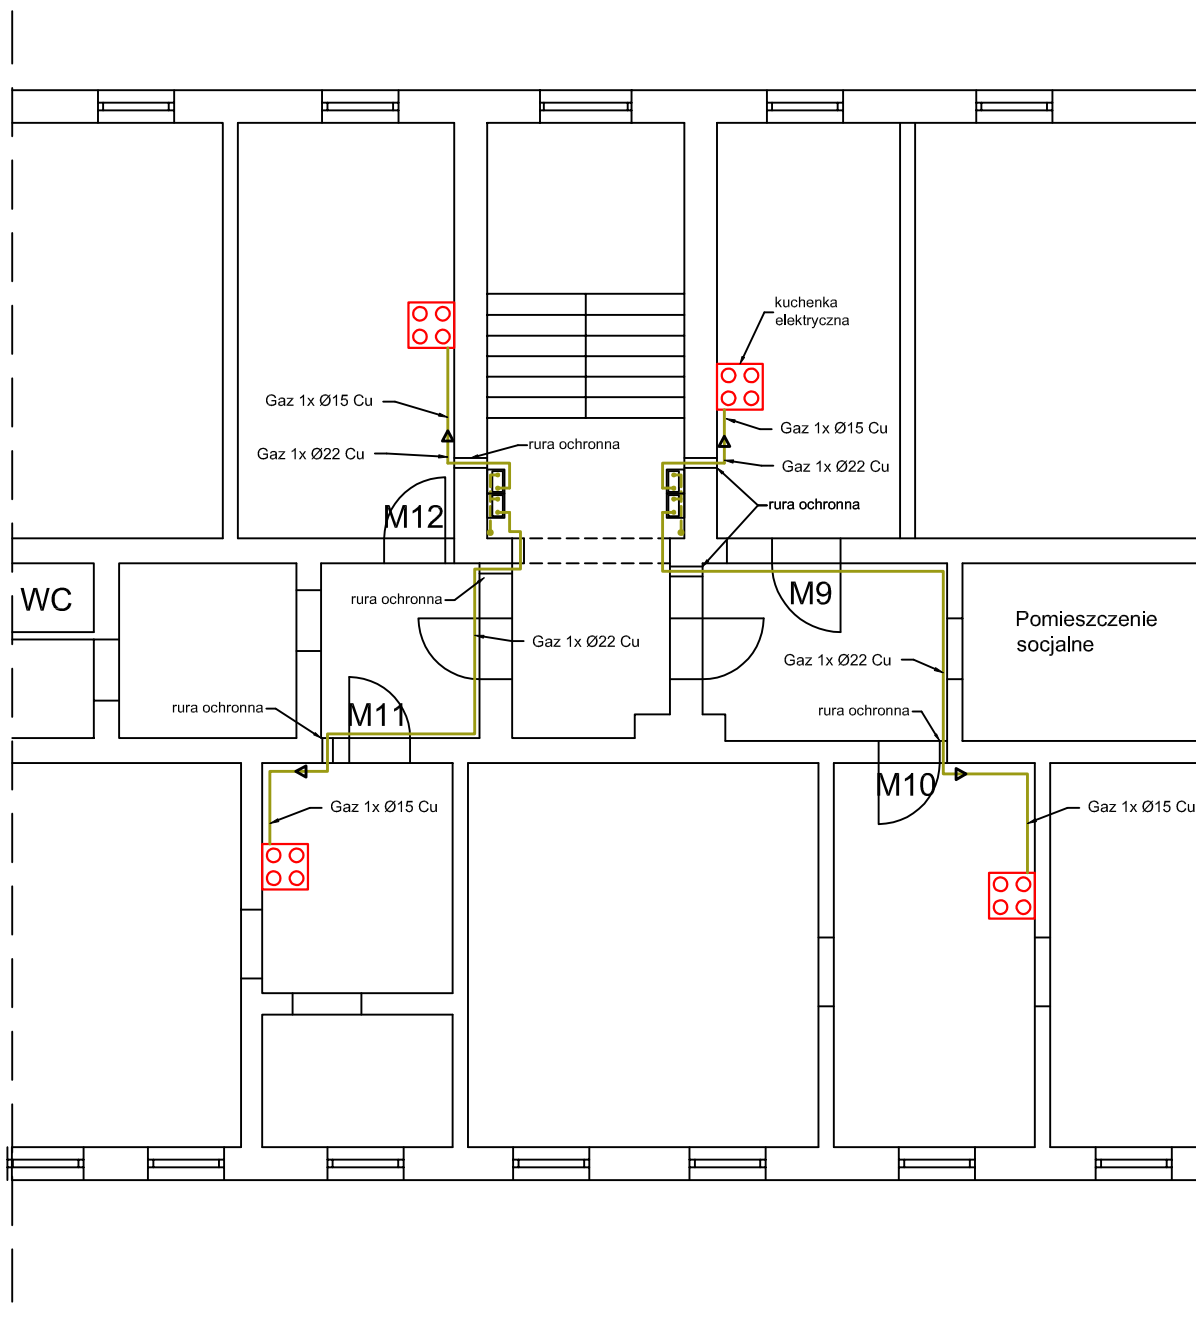 kuchenka
elektryczna
Gaz 1x Ø15 Cu
Gaz 1x Ø15 Cu
rura ochronna
Gaz 1x Ø22 Cu
Gaz 1x Ø22 Cu
rura ochronna
M12
WC
rura ochronna
M9
Pomieszczenie
socjalne
Gaz 1x Ø22 Cu
Gaz 1x Ø22 Cu
rura ochronna
M11
rura ochronna
M10
Gaz 1x Ø15 Cu
Gaz 1x Ø15 Cu